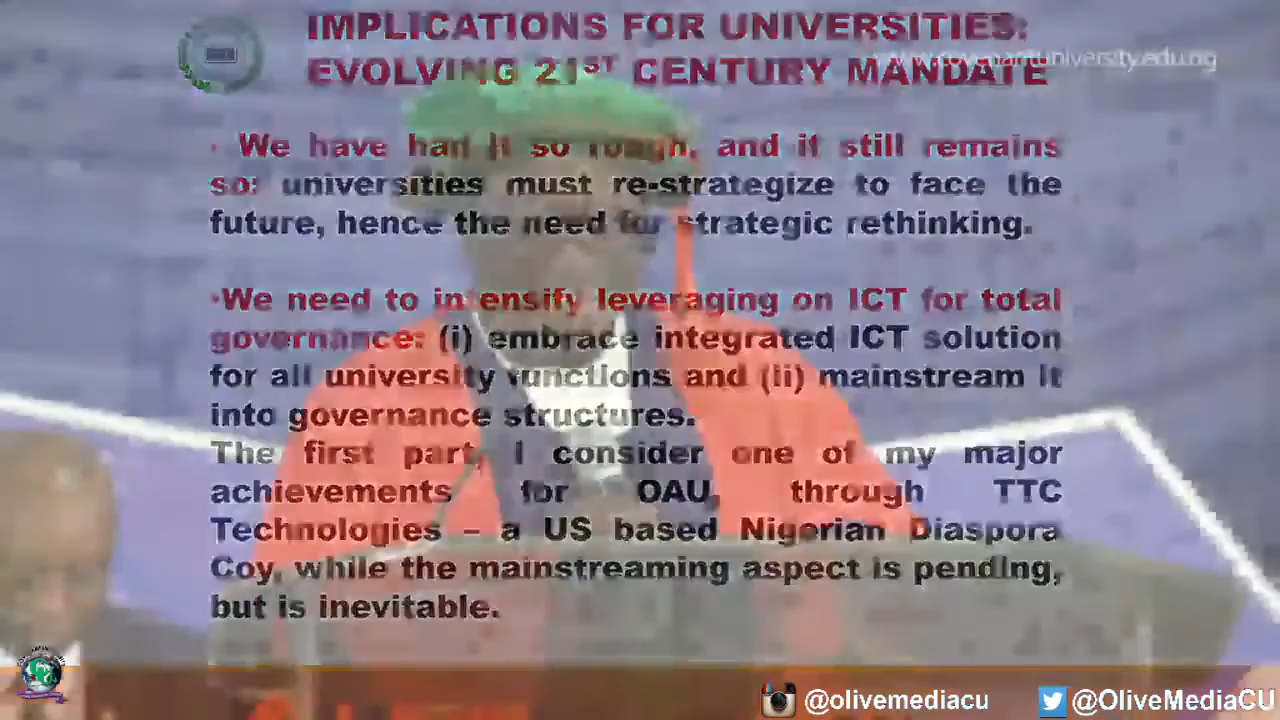 IMPLICATIONS FOR UNIVERSITIES:
EVOLVING 21ST CENTURY MANDATE
www.covenantuniversity.edu.ng
· We have had it so rough, and it still remains
so: universities must re-strategize to face the
future, hence the need for strategic rethinking.
·We need to intensify leveraging on ICT for total
governance: (i) embrace integrated ICT solution
for all university functions and (ii) mainstream it
into governance structures.
The first part, I consider one of my major
achievements for OAU, through TTC
Technologies – a US based Nigerian Diaspora
Coy, while the mainstreaming aspect is pending,
but is inevitable.
@olivemediacu @OliveMediaCU